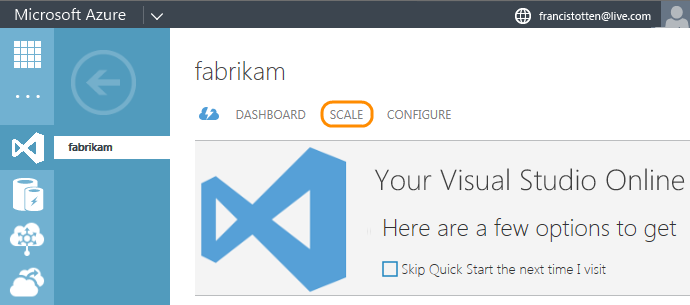 Microsoft Azure
francistotten@live.com
fabrikam
fabrikam
DASHBOARD SCALE CONFIGURE
Your Visual Studio Online
Here are a few options to get
Skip Quick Start the next time I visit